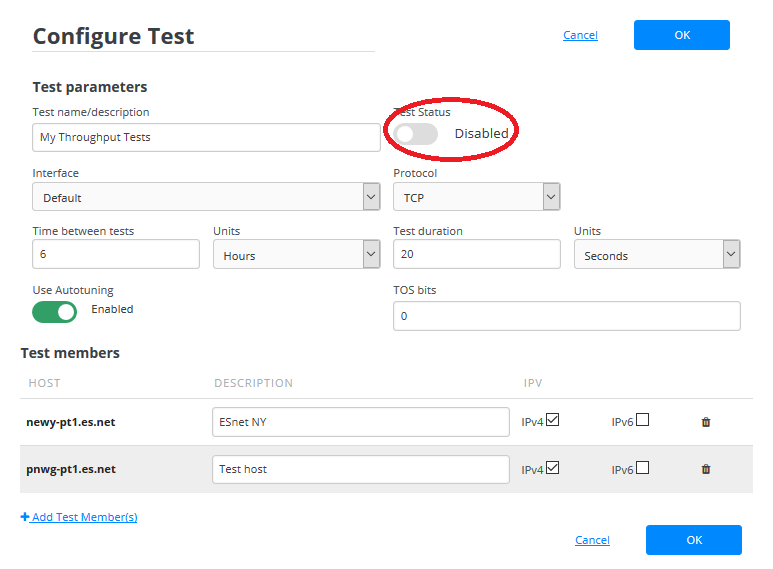 Configure Test
Cancel
OK
Test parameters
Test name/description
Test Status
My Throughput Tests
Disabled
Interface
Protocol
Default
TCP
Time between tests
Units
Test duration
Units
6
Hours
20
Seconds
Use Autotuning
TOS bits
Enabled
0
Test members
HOST
DESCRIPTION
IPV
newy-pt1.es.net
ESnet NY
IPv4
IPv6
pnwg-pt1.es.net
Test host
IPv4
IPv6
+ Add Test Member(s)
Cancel
OK